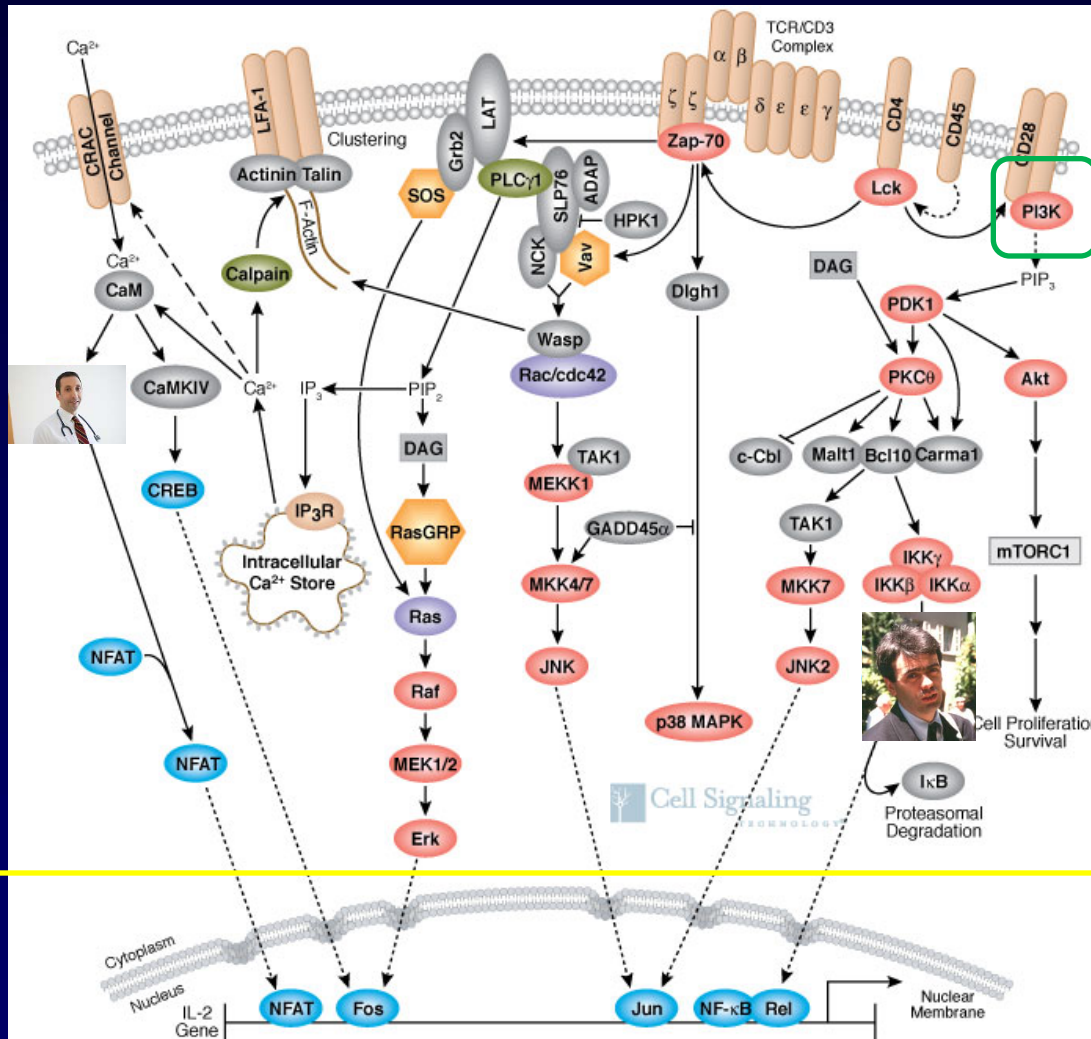 TCR/CD3
Complex
Ca²⁺
CRAC
Channel
LFA-1
Clustering
LAT
Grb2
α
β
ζ
ζ
δ
ε
ε
γ
CD4
CD45
CD28
Actinin
Talin
F-Actin
SOS
PLCγ1
SLP76
ADAP
HPK1
NCK
Vav
Zap-70
Lck
PI3K
Ca²⁺
CaM
Calpain
Dlgh1
DAG
PIP₃
PDK1
Wasp
Rac/cdc42
CaMKIV
Ca²⁺
IP₃
PIP₂
PKCθ
Akt
DAG
TAK1
MEKK1
c-Cbl
Malt1
Bcl10
Carma1
CREB
IP₃R
Intracellular
Ca²⁺ Store
RasGRP
GADD45α
TAK1
mTORC1
IKKγ
IKKβ
IKKα
MKK4/7
MKK7
Ras
NFAT
JNK
JNK2
Raf
p38 MAPK
Cell Proliferation
Survival
NFAT
MEK1/2
IκB
Proteasomal
Degradation
Cell Signaling
TECHNOLOGY®
Erk
Cytoplasm
Nucleus
IL-2
Gene
NFAT
Fos
Jun
NF-κB
Rel
Nuclear
Membrane